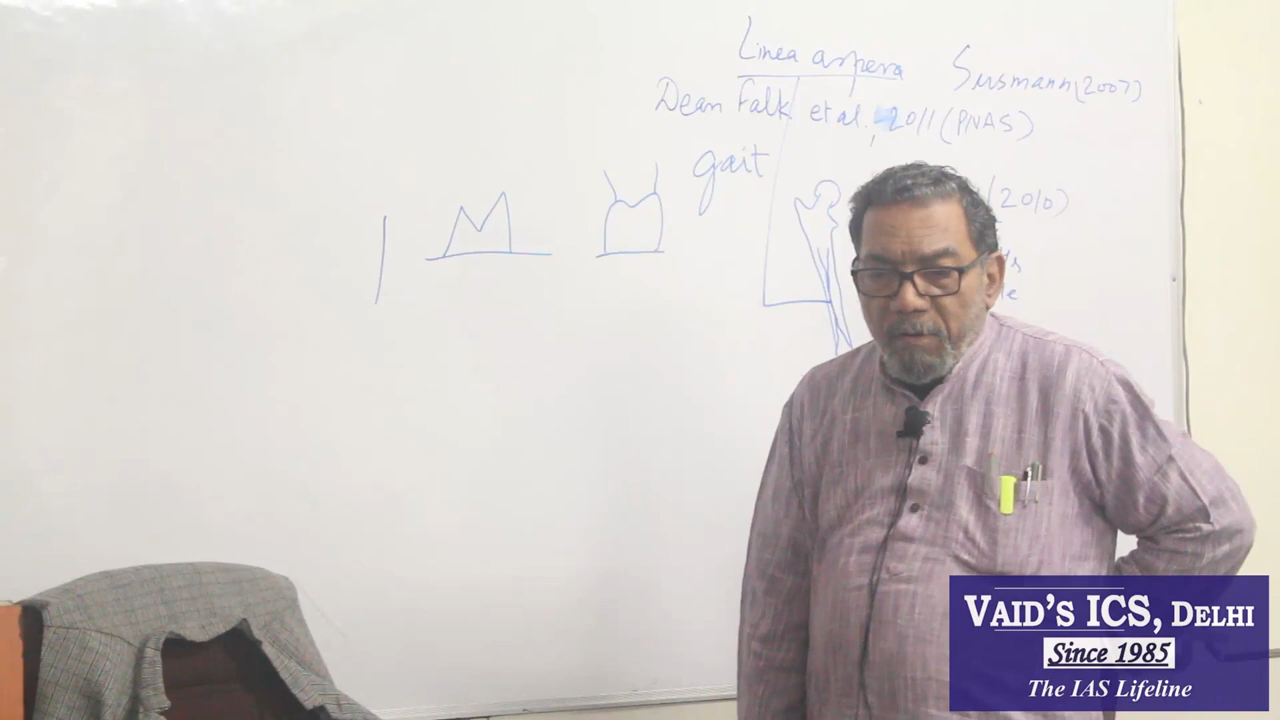 Linea aspera Susmann(2007)
Dean Falk et al., 2011 (PNAS)
gait
(2010)
VAID'S ICS, DELHI
Since 1985
The IAS Lifeline